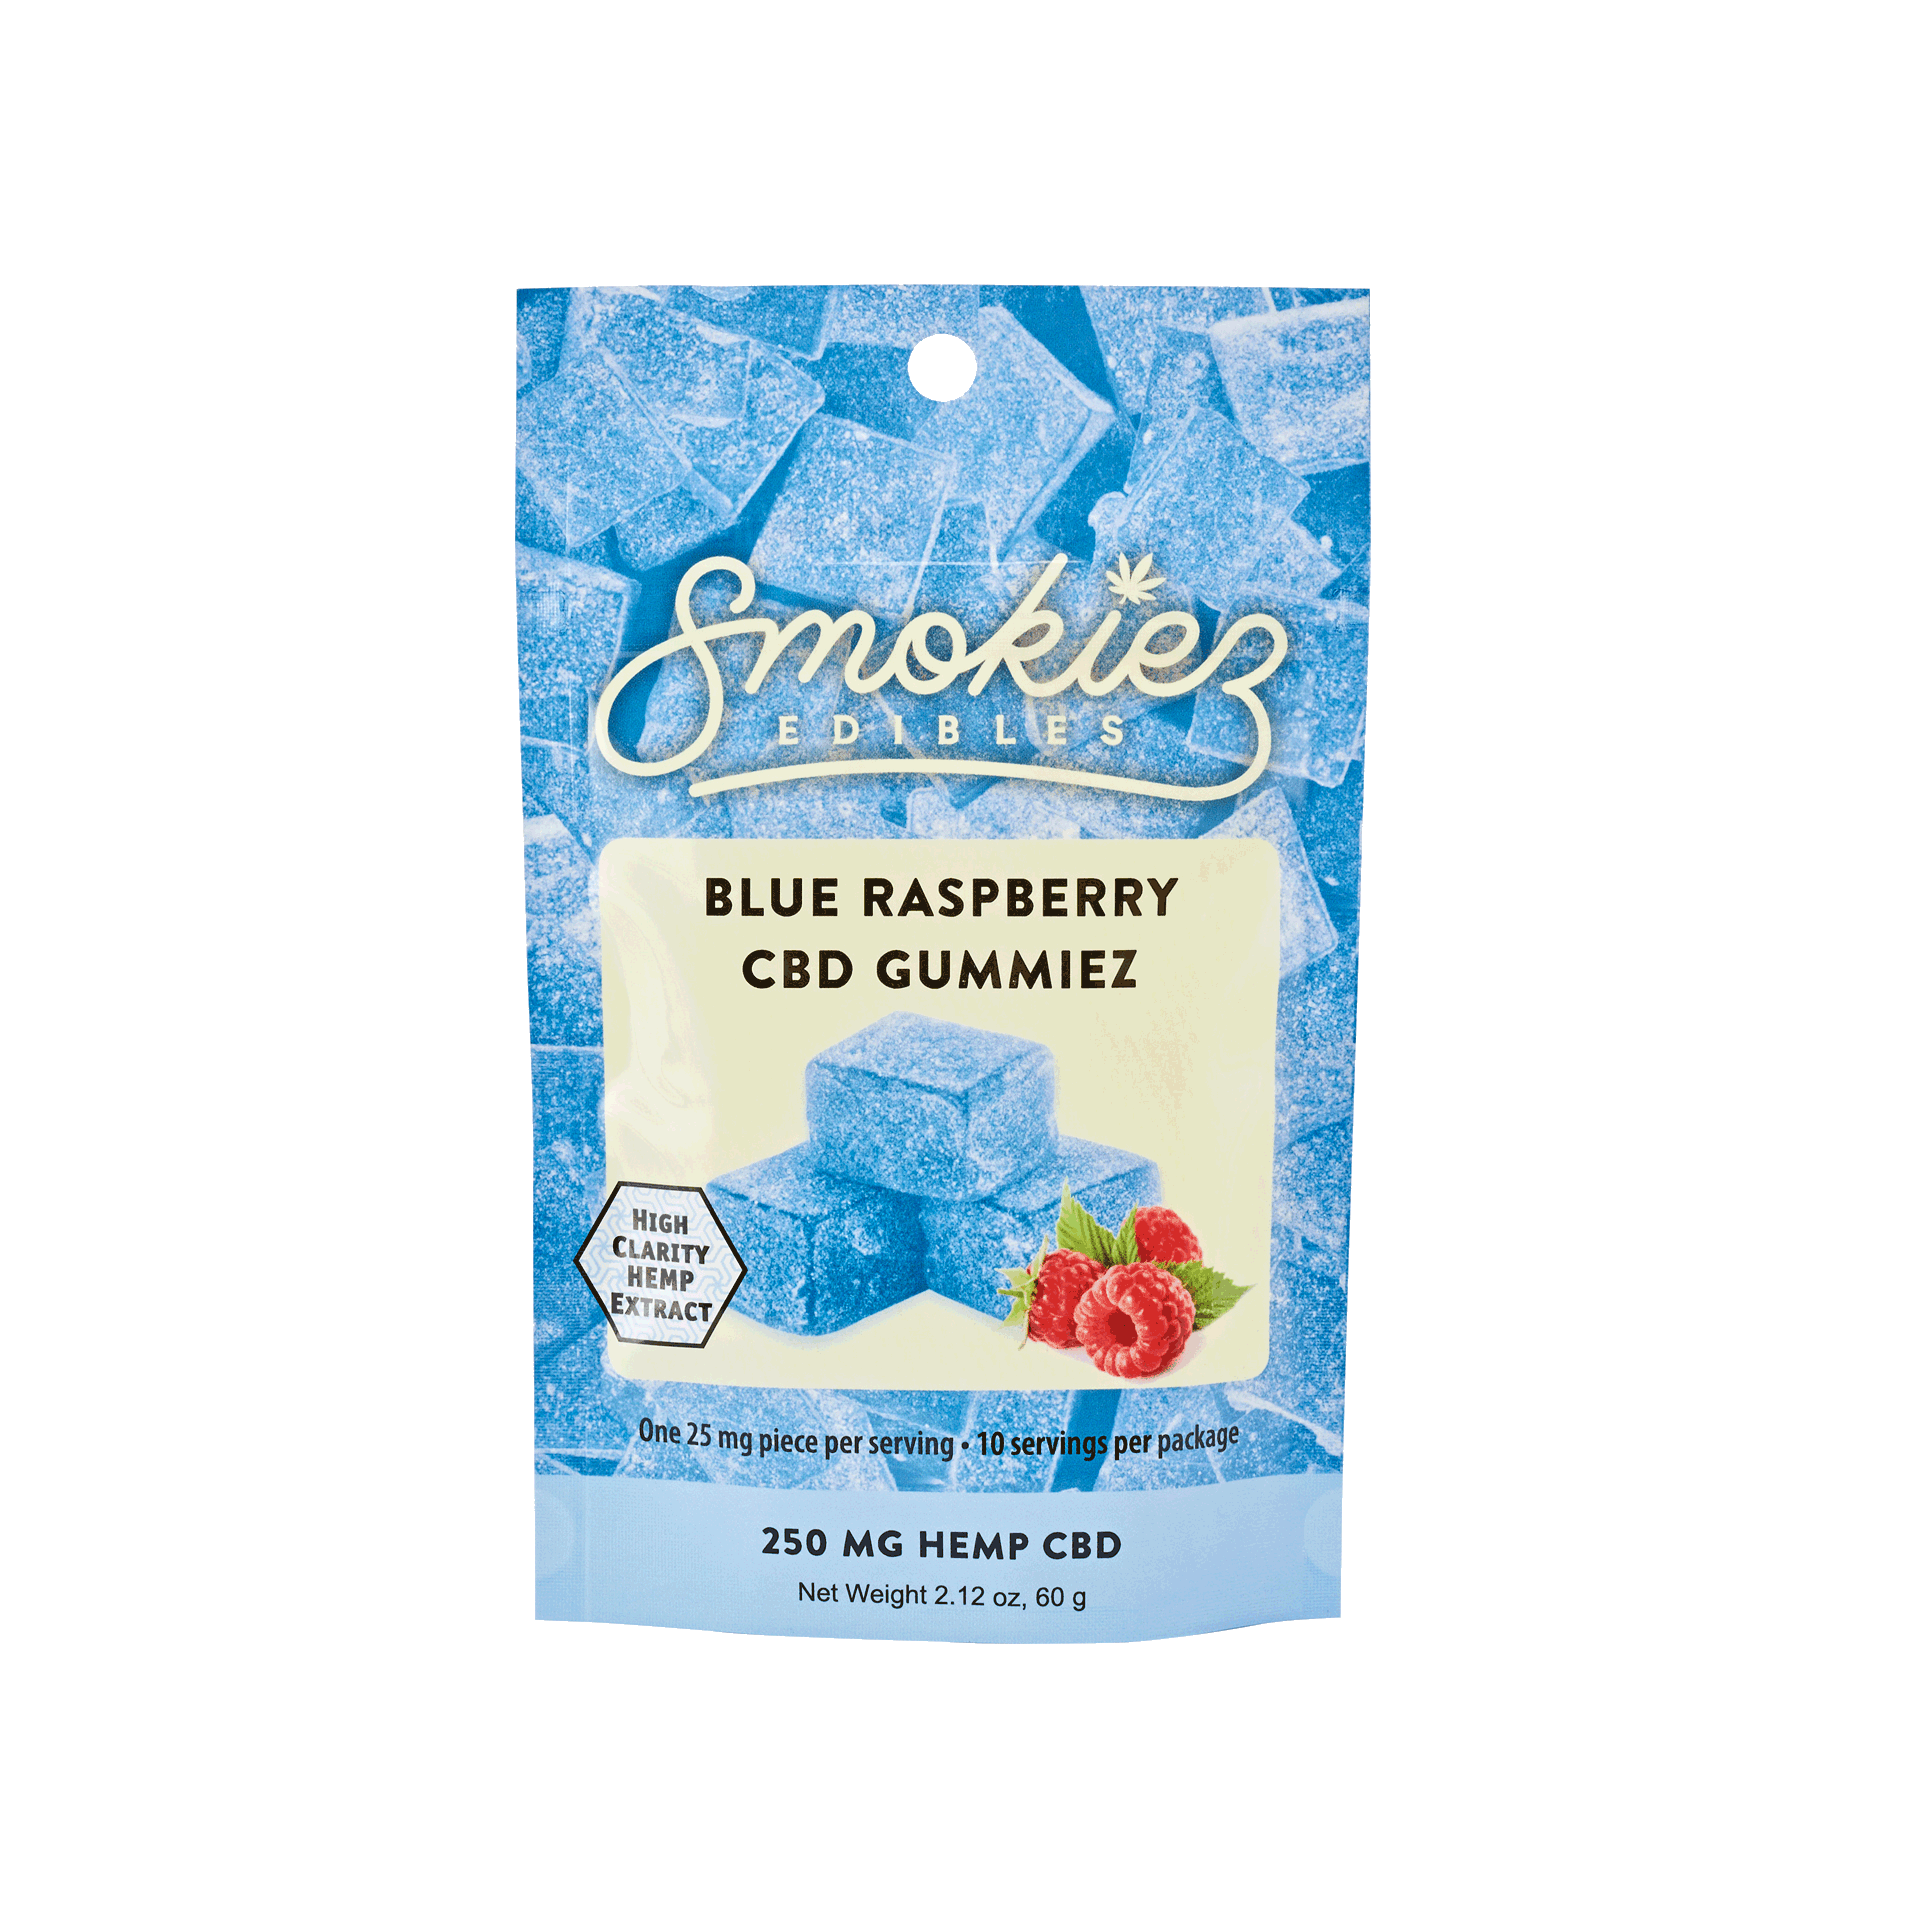 Smokiez
EDIBLES
BLUE RASPBERRY
CBD GUMMIEZ
HIGH
CLARITY
HEMP
EXTRACT
One 25 mg piece per serving • 10 servings per package
250 MG HEMP CBD
Net Weight 2.12 oz, 60 g